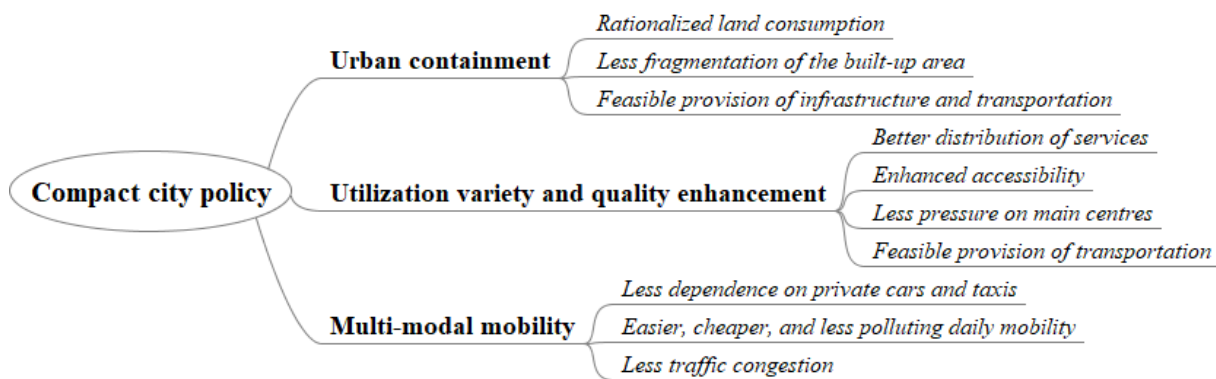 Compact city policy
Urban containment
Rationalized land consumption
Less fragmentation of the built-up area
Feasible provision of infrastructure and transportation
Utilization variety and quality enhancement
Better distribution of services
Enhanced accessibility
Less pressure on main centres
Feasible provision of transportation
Multi-modal mobility
Less dependence on private cars and taxis
Easier, cheaper, and less polluting daily mobility
Less traffic congestion